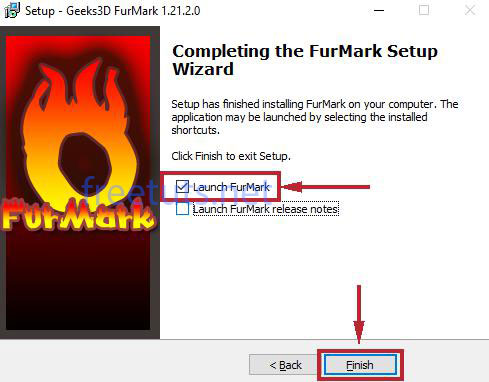 Setup - Geeks3D FurMark 1.21.2.0
Completing the FurMark Setup
Wizard
Setup has finished installing FurMark on your computer. The
application may be launched by selecting the installed
shortcuts.
Click Finish to exit Setup.
Launch FurMark
freetuts.net
Launch FurMark release notes
FurMark
< Back
Finish